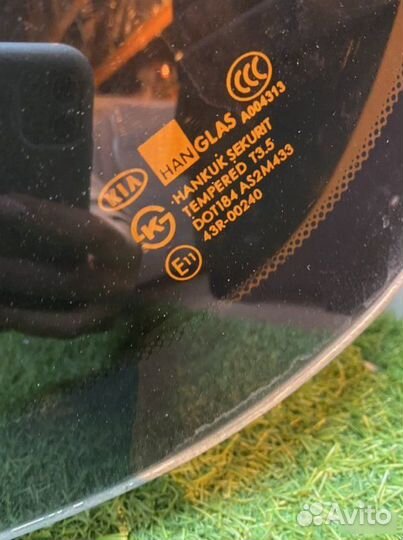 CCC
A004313
HANGLAS
KIA
HANKUK SEKURIT
TEMPERED T3.5
DOT184 AS2M433
43R-00240
E11
Avito